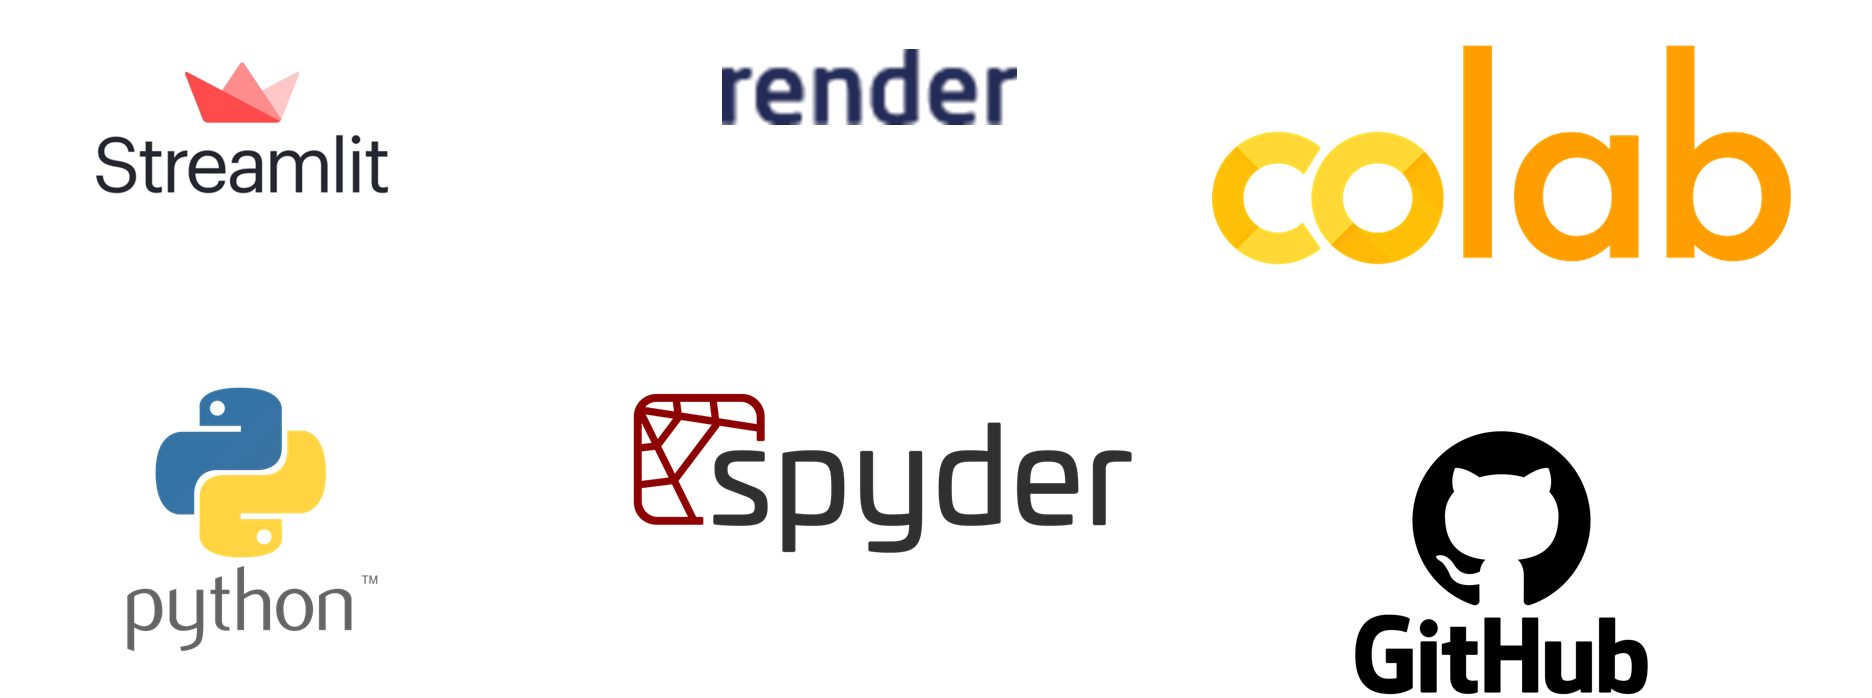 Streamlit
render
colab
python™
spyder
GitHub